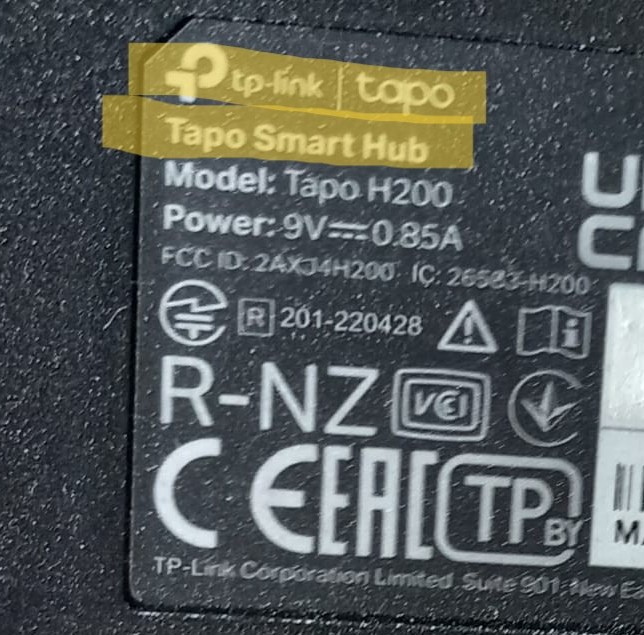 tp-link | tapo
Tapo Smart Hub
Model: Tapo H200
Power: 9V⎓0.85A
FCC ID: 2AXJ4H200 IC: 26583-H200
R 201-220428
R-NZ VCI
CE EAC TP BY
TP-Link Corporation Limited Suite 901, New